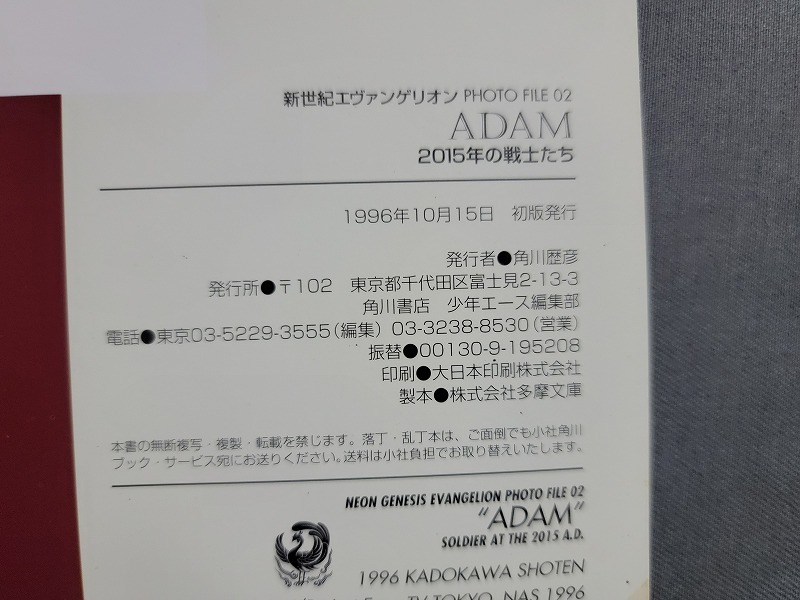 新世紀エヴァンゲリオン PHOTO FILE 02
ADAM
2015年の戦士たち
1996年10月15日 初版発行
発行者●角川歴彦
発行所●〒102 東京都千代田区富士見2-13-3
角川書店 少年エース編集部
電話●東京03-5229-3555(編集) 03-3238-8530(営業)
振替●00130-9-195208
印刷●大日本印刷株式会社
製本●株式会社多摩文庫
本書の無断複写・複製・転載を禁じます。落丁・乱丁本は、ご面倒でも小社角川
ブック・サービス宛にお送りください。送料は小社負担でお取り替えいたします。
NEON GENESIS EVANGELION PHOTO FILE 02
"ADAM"
SOLDIER AT THE 2015 A.D.
1996 KADOKAWA SHOTEN
TV TOKYO, NAS 1996